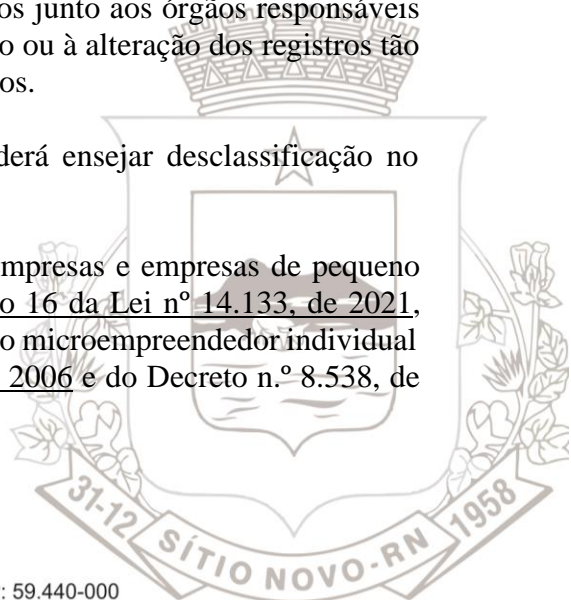 os junto aos órgãos responsáveis
o ou à alteração dos registros tão
os.
derá ensejar desclassificação no
mpresas e empresas de pequeno
o 16 da Lei nº 14.133, de 2021,
o microempreendedor individual
2006 e do Decreto n.º 8.538, de
31-12 SÍTIO NOVO-RN 1958
: 59.440-000